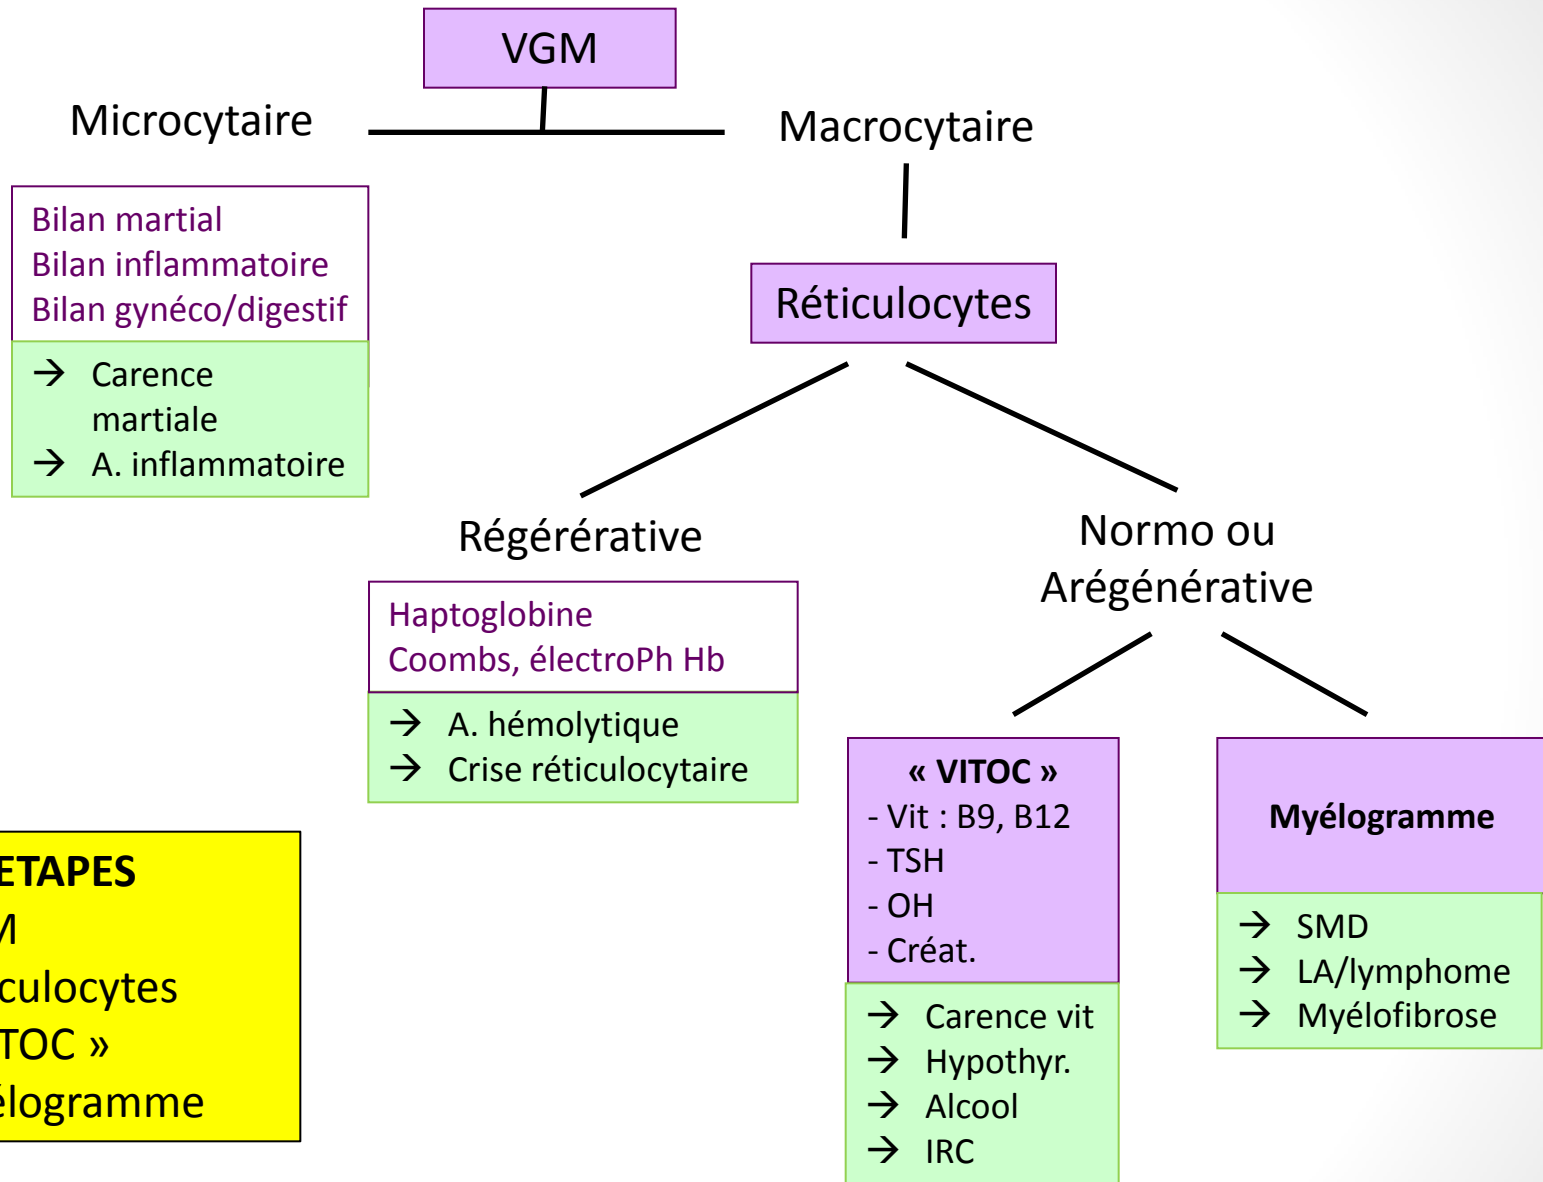 VGM
Microcytaire
Macrocytaire
Bilan martial
Bilan inflammatoire
Bilan gynéco/digestif
→ Carence
martiale
→ A. inflammatoire
Réticulocytes
Régérérative
Normo ou
Arégénérative
Haptoglobine
Coombs, électroPh Hb
→ A. hémolytique
→ Crise réticulocytaire
« VITOC »
- Vit : B9, B12
- TSH
- OH
- Créat.
→ Carence vit
→ Hypothyr.
→ Alcool
→ IRC
Myélogramme
→ SMD
→ LA/lymphome
→ Myélofibrose
ETAPES
M
culocytes
TOC »
élogramme